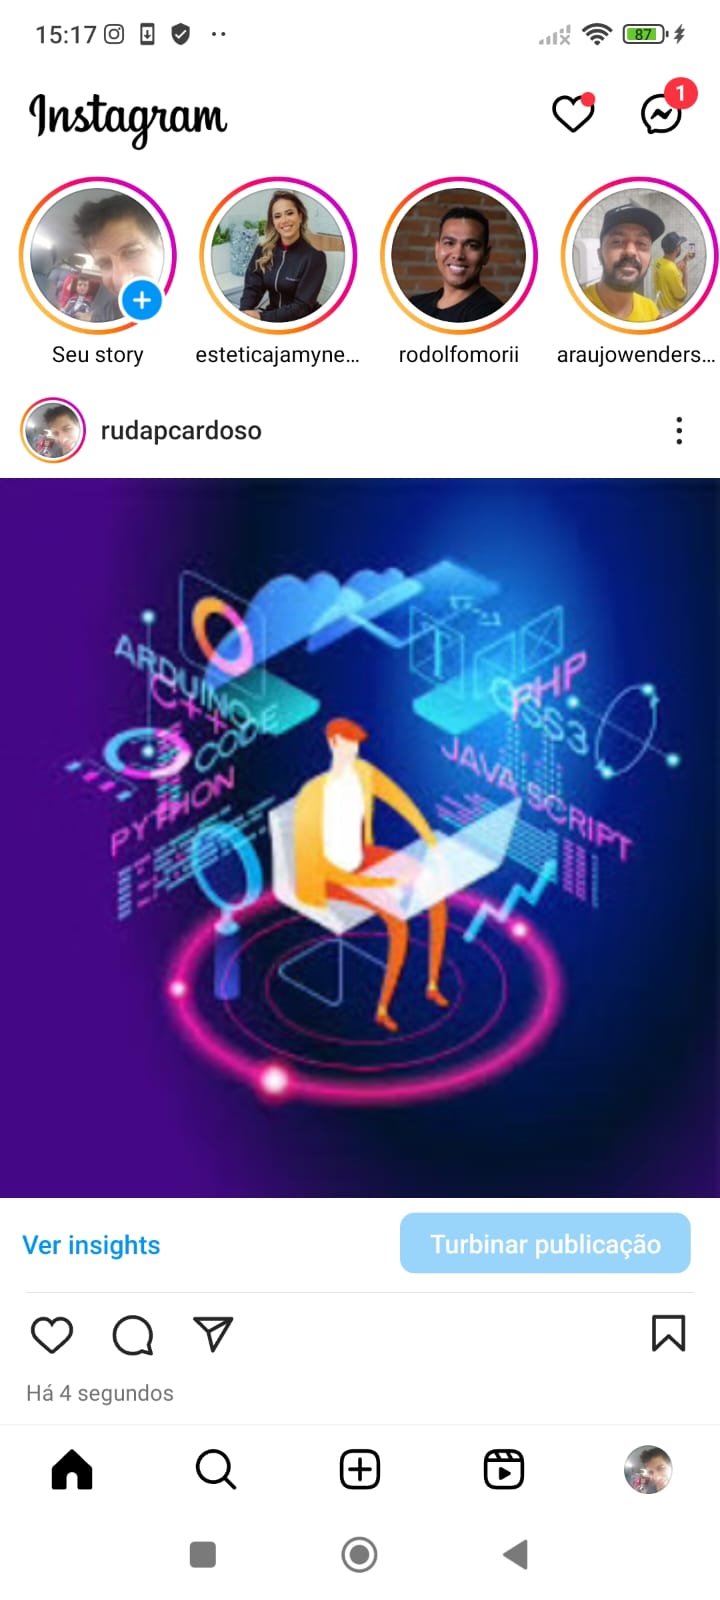 15:17
87
Instagram
1
Seu story
esteticajamyne...
rodolfomorii
araujowenders...
rudapcardoso
ARDUINO
C++
CODE
PYTHON
PHP
CSS3
JAVA SCRIPT
Ver insights
Turbinar publicação
Há 4 segundos